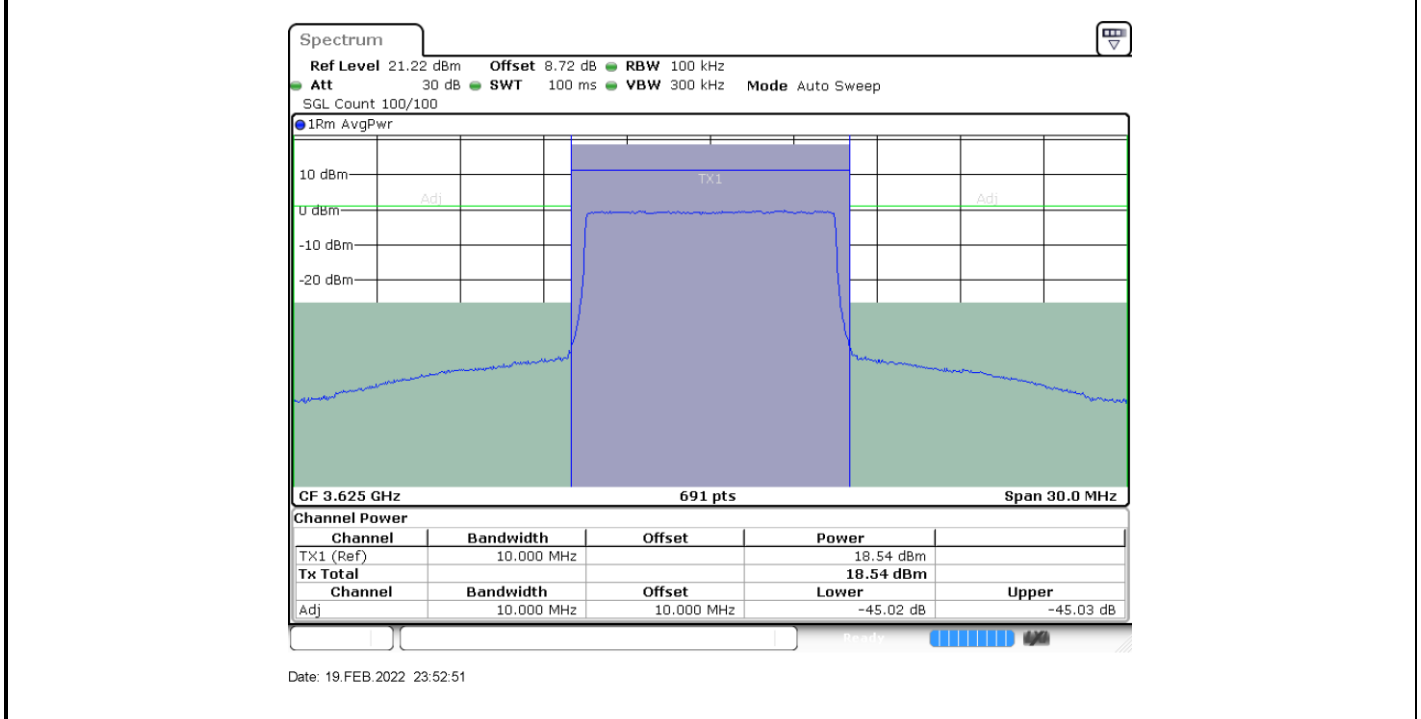 Spectrum
Ref Level 21.22 dBm Offset 8.72 dB RBW 100 kHz
Att 30 dB SWT 100 ms VBW 300 kHz Mode Auto Sweep
SGL Count 100/100
1Rm AvgPwr
10 dBm
TX1
Adj Adj
0 dBm
-10 dBm
-20 dBm
CF 3.625 GHz 691 pts Span 30.0 MHz
Channel Power
Channel Bandwidth Offset Power
TX1 (Ref) 10.000 MHz 18.54 dBm
Tx Total 18.54 dBm
Channel Bandwidth Offset Lower Upper
Adj 10.000 MHz 10.000 MHz -45.02 dB -45.03 dB
Ready
Date: 19.FEB.2022 23:52:51